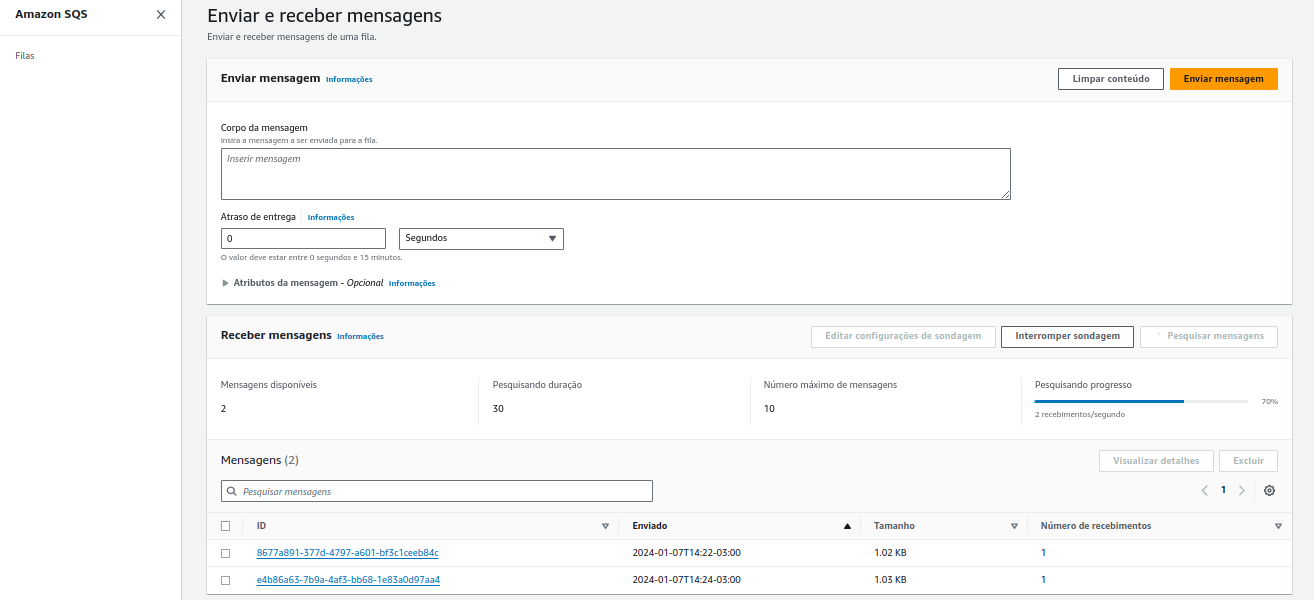 Amazon SQS
Filas
Enviar e receber mensagens
Enviar e receber mensagens de uma fila.
Enviar mensagem Informações
Limpar conteúdo
Enviar mensagem
Corpo da mensagem
Insira a mensagem a ser enviada para a fila.
Inserir mensagem
Atraso de entrega Informações
0
Segundos
O valor deve estar entre 0 segundos e 15 minutos.
Atributos da mensagem - Opcional Informações
Receber mensagens Informações
Editar configurações de sondagem
Interromper sondagem
Pesquisar mensagens
Mensagens disponíveis
2
Pesquisando duração
30
Número máximo de mensagens
10
Pesquisando progresso
70%
2 recebimentos/segundo
Mensagens (2)
Visualizar detalhes
Excluir
Pesquisar mensagens
1
ID Enviado Tamanho Número de recebimentos
8677a891-377d-4797-a601-bf3c1ceeb84c 2024-01-07T14:22-03:00 1.02 KB 1
e4b86a63-7b9a-4af3-bb68-1e83a0d97aa4 2024-01-07T14:24-03:00 1.03 KB 1